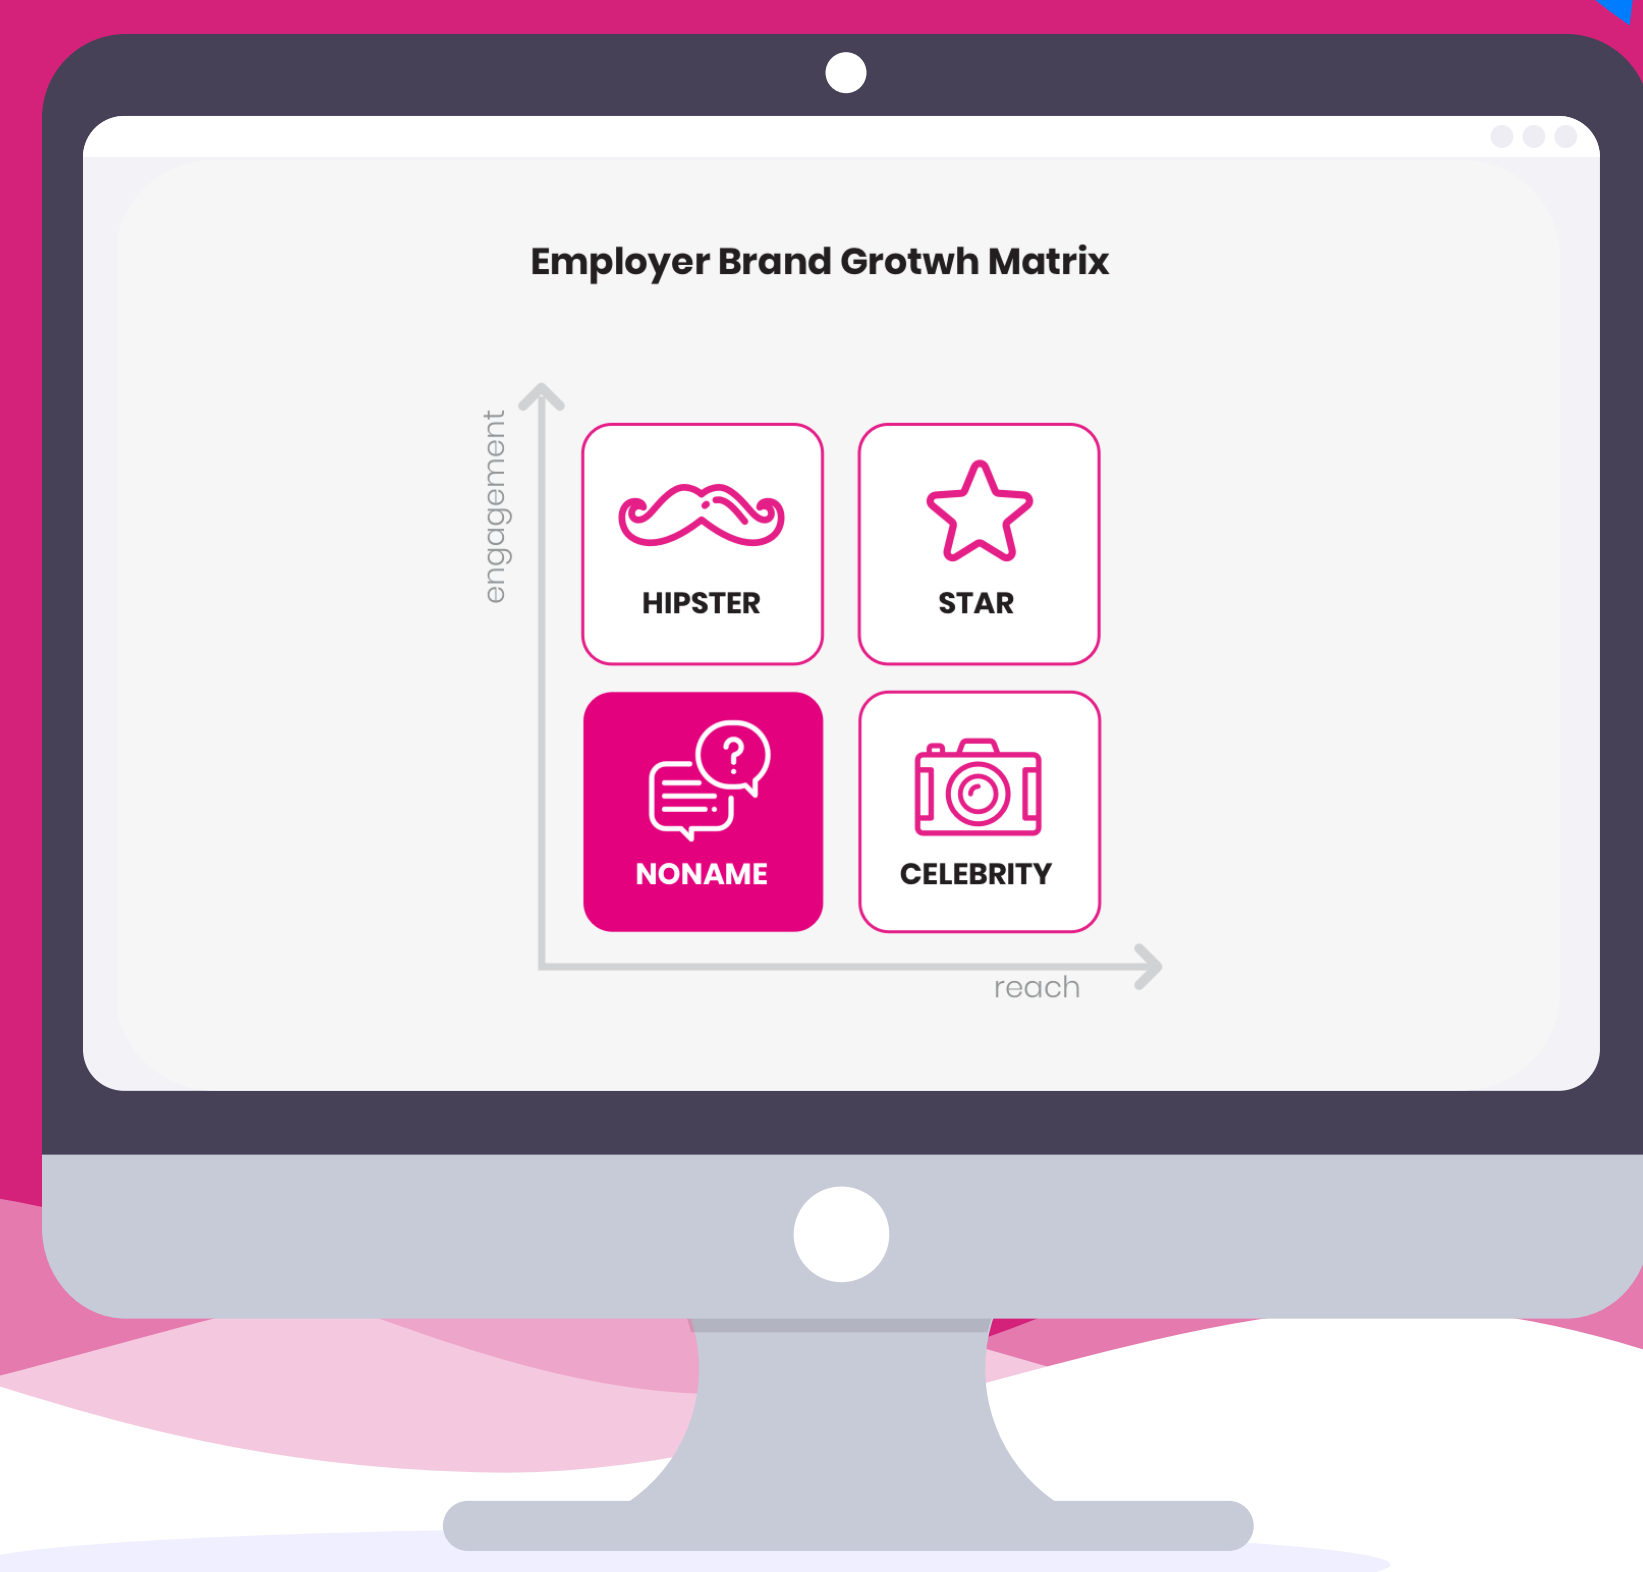 Employer Brand Grotwh Matrix
engagement
HIPSTER
STAR
?
NONAME
CELEBRITY
reach